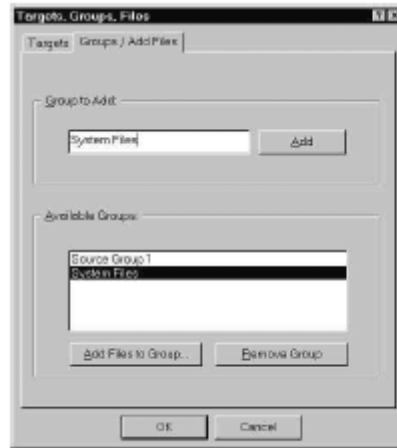 Targets, Groups, Files
Targets
Groups / Add Files
Group to Add:
System Files
Add
Available Groups:
Source Group 1
System Files
Add Files to Group...
Remove Group
OK
Cancel